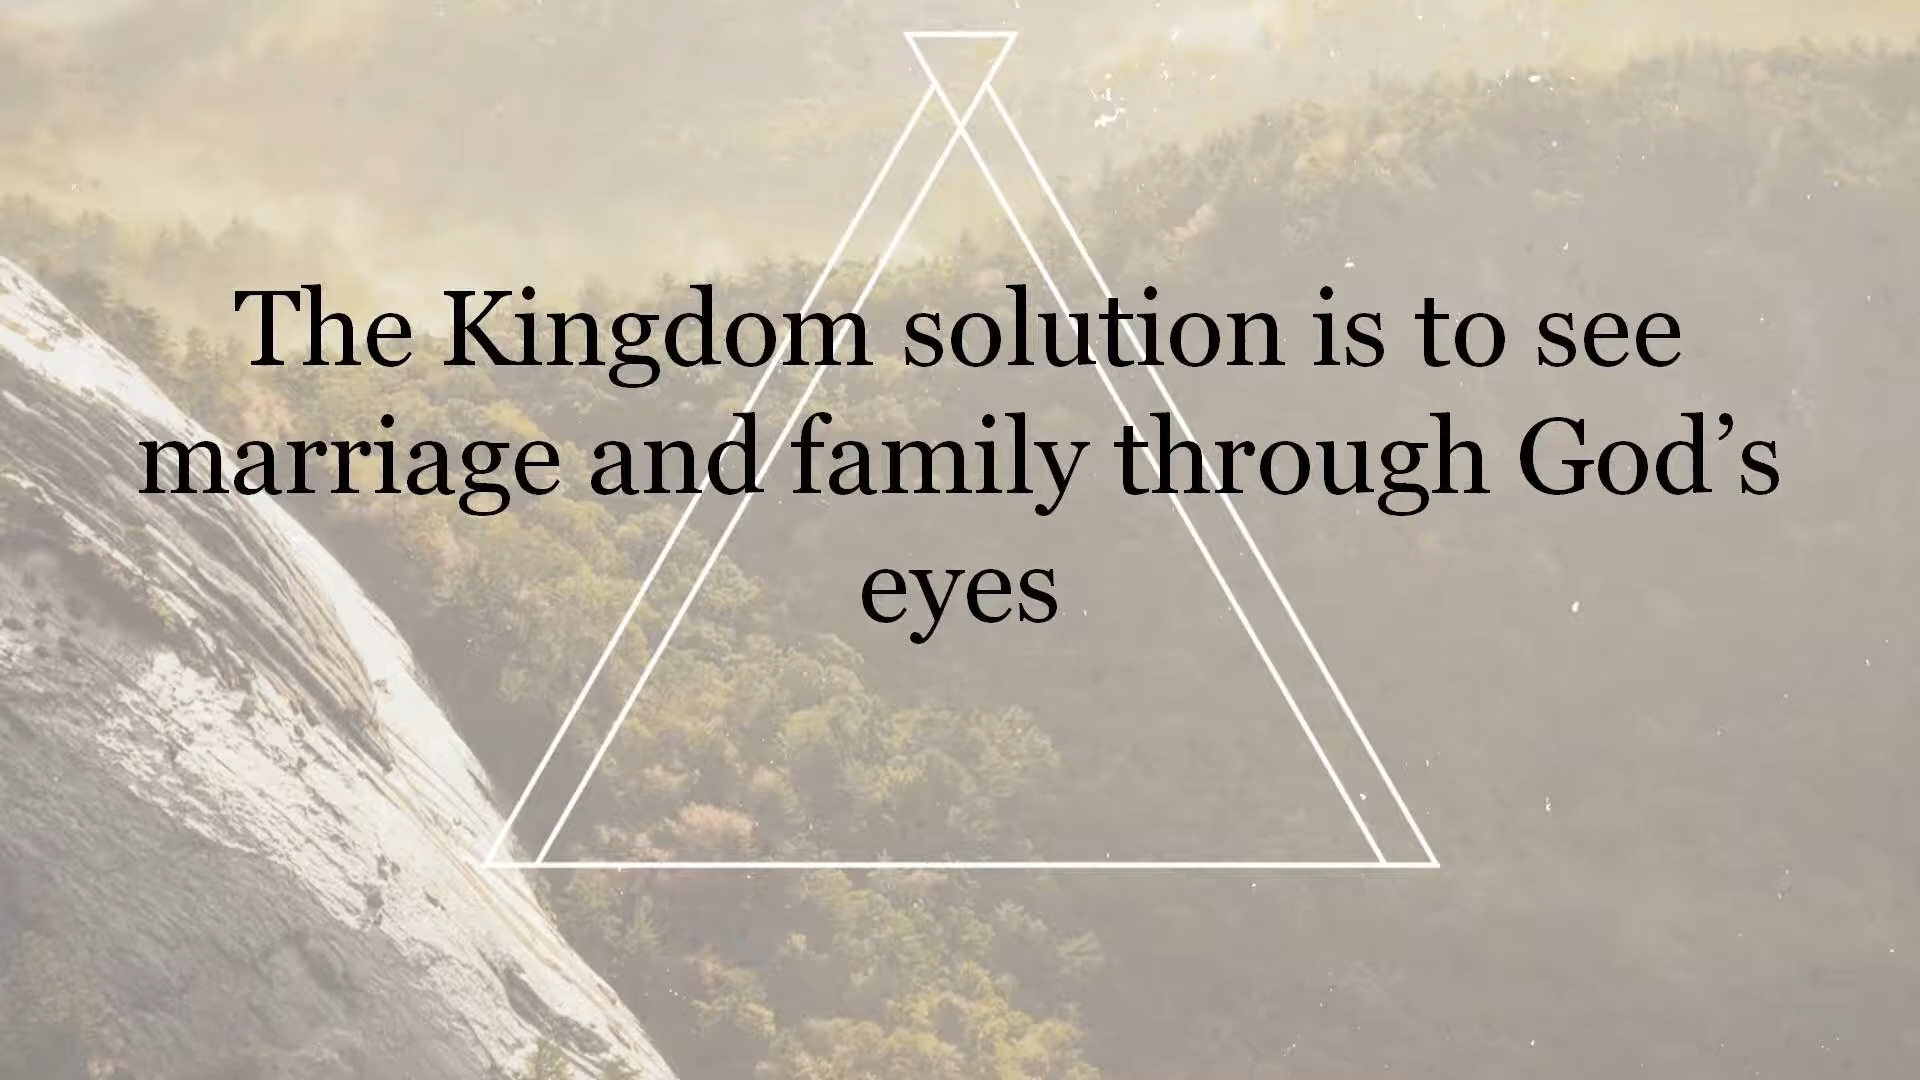 The Kingdom solution is to see
marriage and family through God’s
eyes